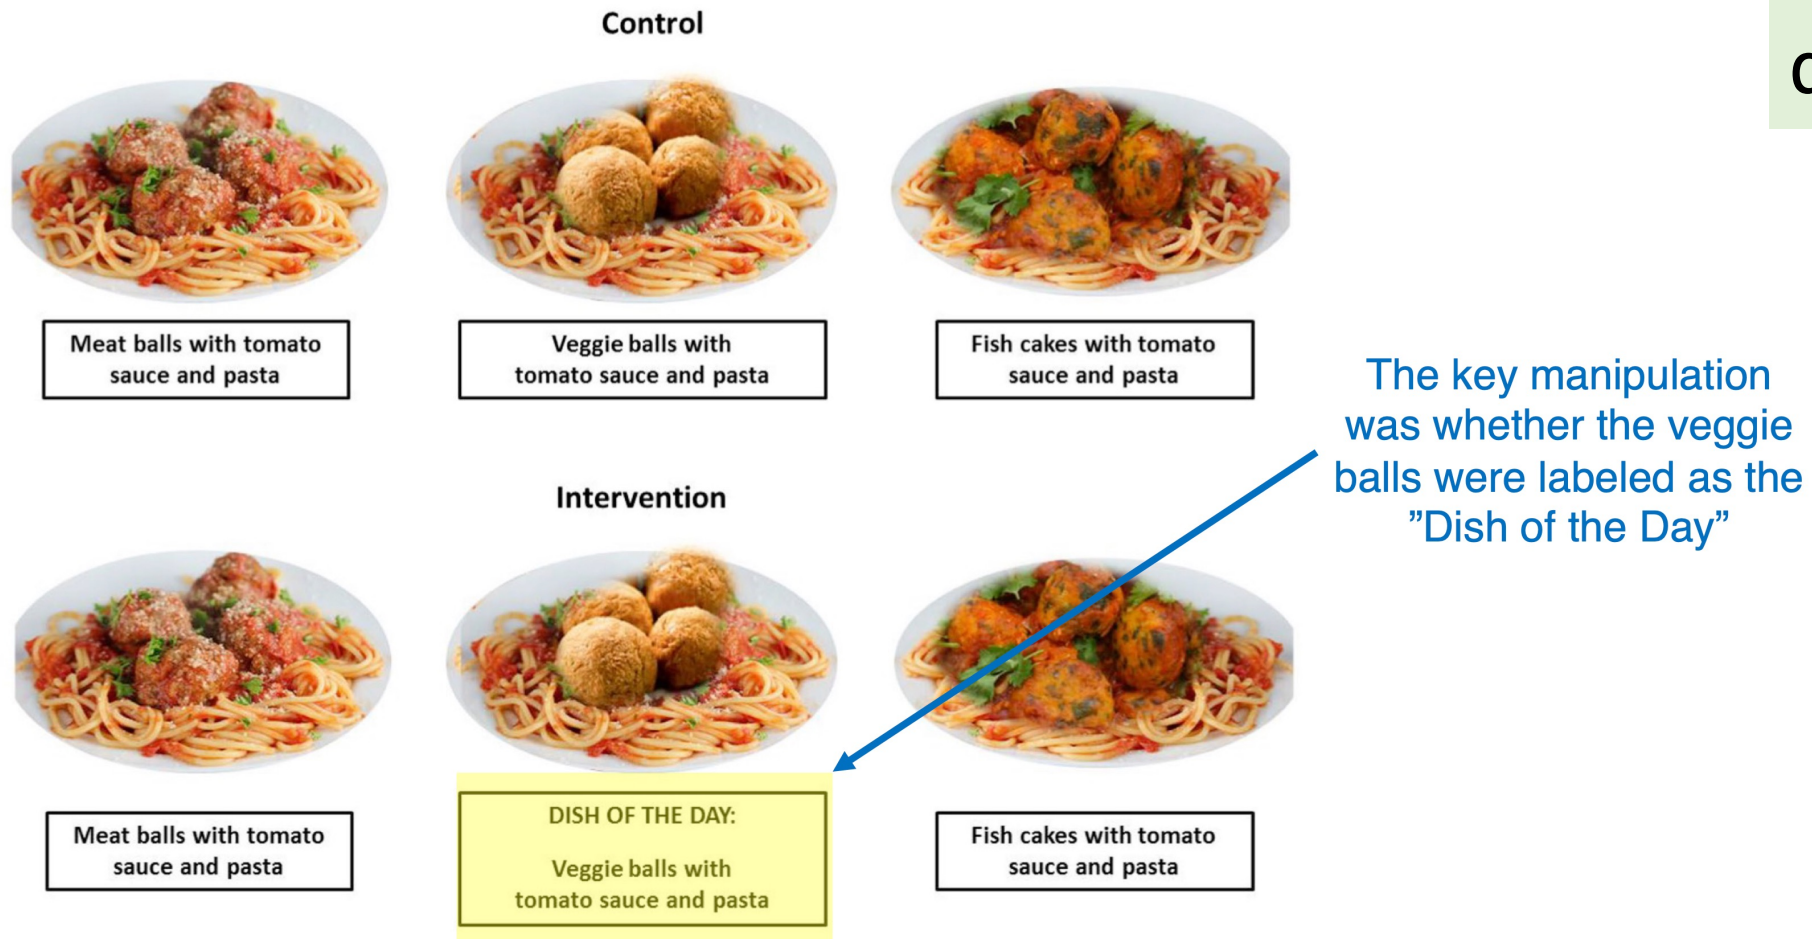 Control
Meat balls with tomato
sauce and pasta
Veggie balls with
tomato sauce and pasta
Fish cakes with tomato
sauce and pasta
The key manipulation
was whether the veggie
balls were labeled as the
”Dish of the Day”
Intervention
Meat balls with tomato
sauce and pasta
DISH OF THE DAY:
Veggie balls with
tomato sauce and pasta
Fish cakes with tomato
sauce and pasta